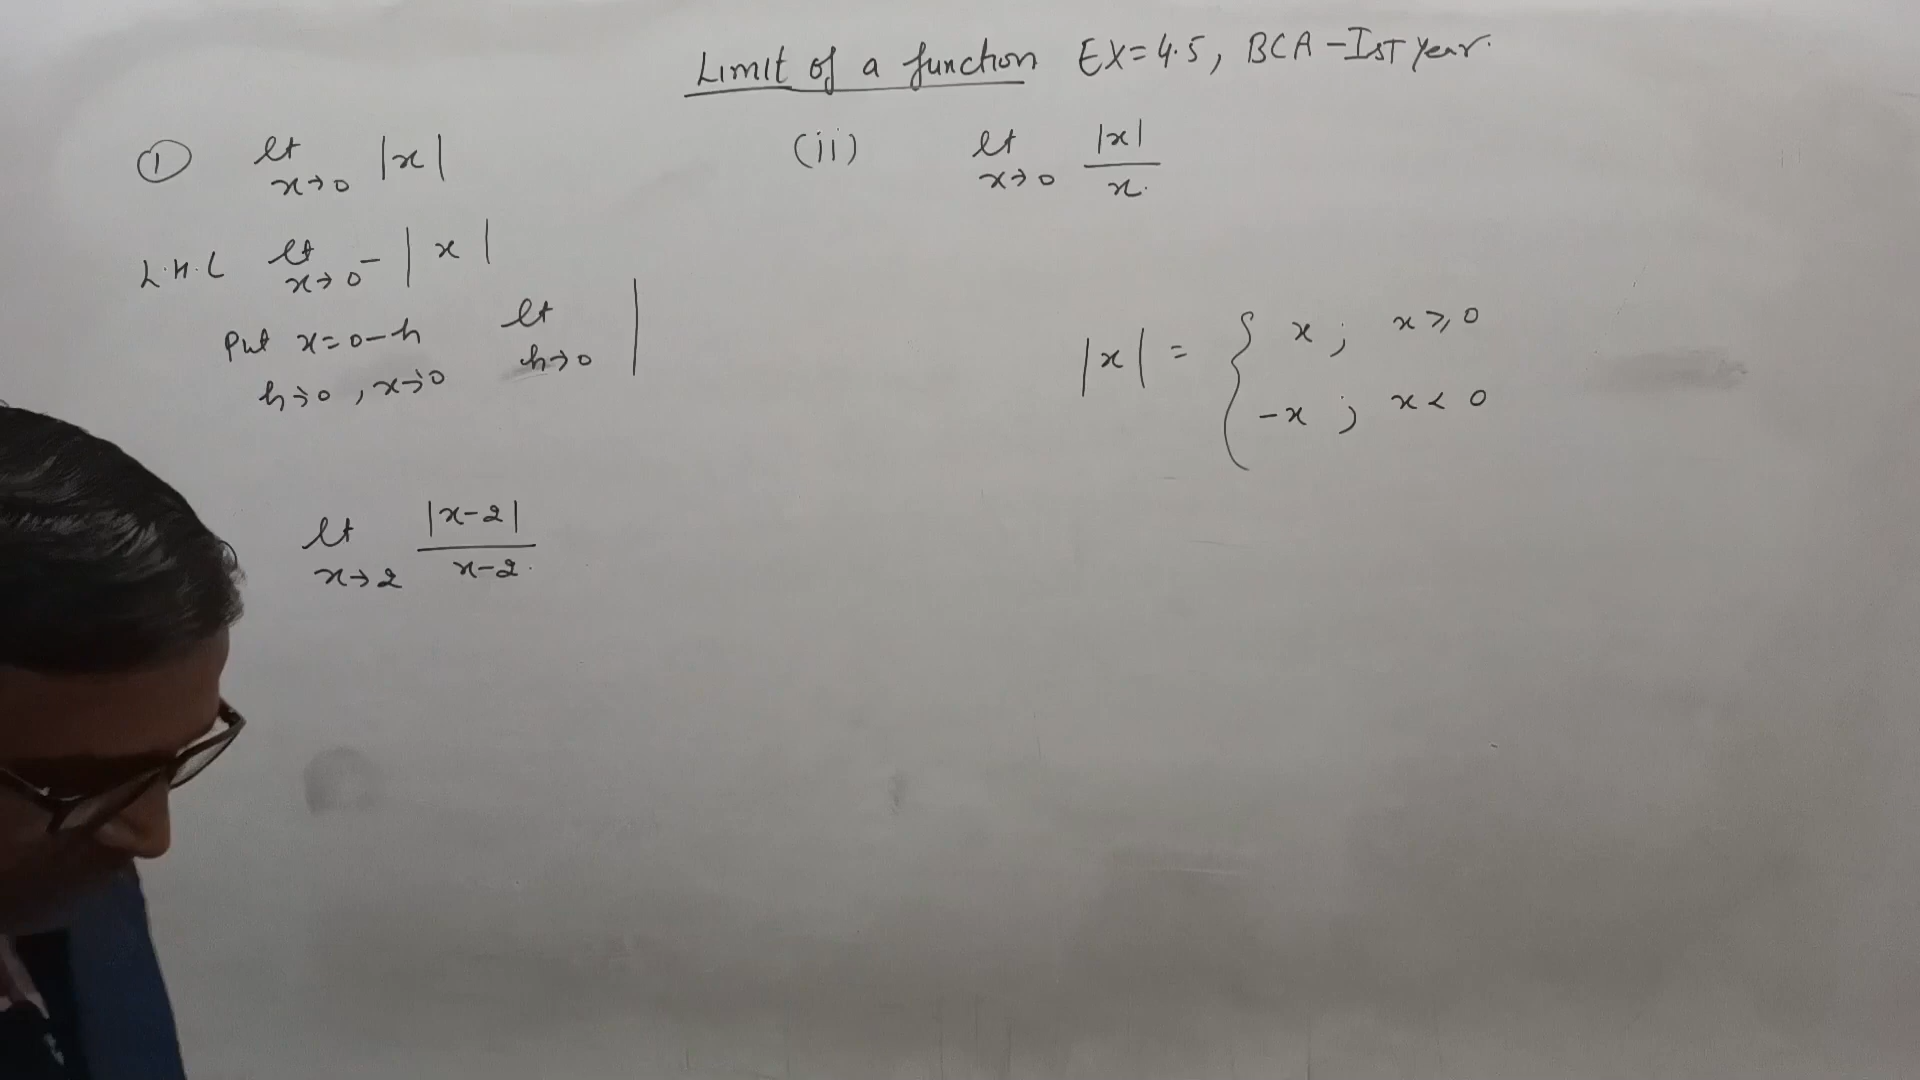 Limit of a function EX=4.5, BCA-Ist year.
① lt x→0 |x|
(ii) lt x→0 |x|/x.
L.H.L lt x→0⁻ |x|
Put x=0-h lt h→0 |
h→0, x→0
|x| = { x ; x≥0
-x ; x<0
lt x→2 |x-2|/x-2.